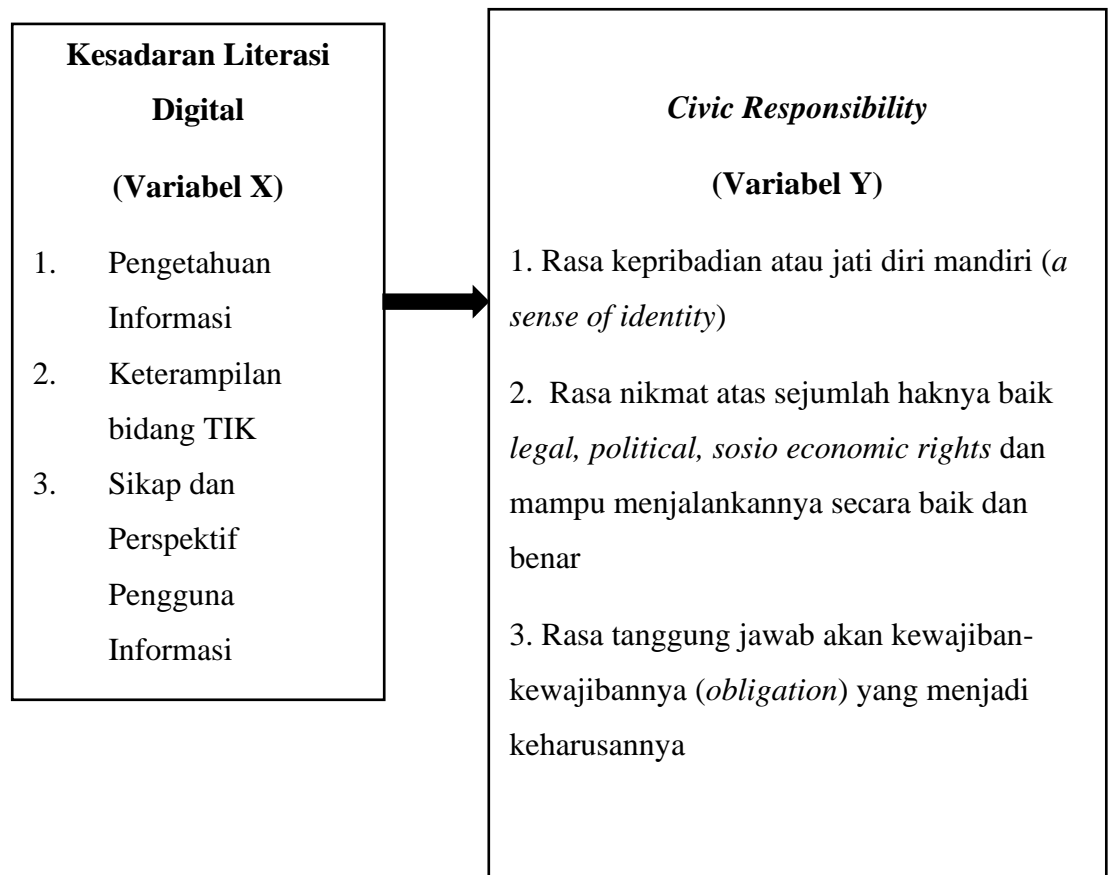 Kesadaran Literasi
Digital
(Variabel X)
1. Pengetahuan
Informasi
2. Keterampilan
bidang TIK
3. Sikap dan
Perspektif
Pengguna
Informasi
Civic Responsibility
(Variabel Y)
1. Rasa kepribadian atau jati diri mandiri (a
sense of identity)
2. Rasa nikmat atas sejumlah haknya baik
legal, political, sosio economic rights dan
mampu menjalankannya secara baik dan
benar
3. Rasa tanggung jawab akan kewajiban-
kewajibannya (obligation) yang menjadi
keharusannya